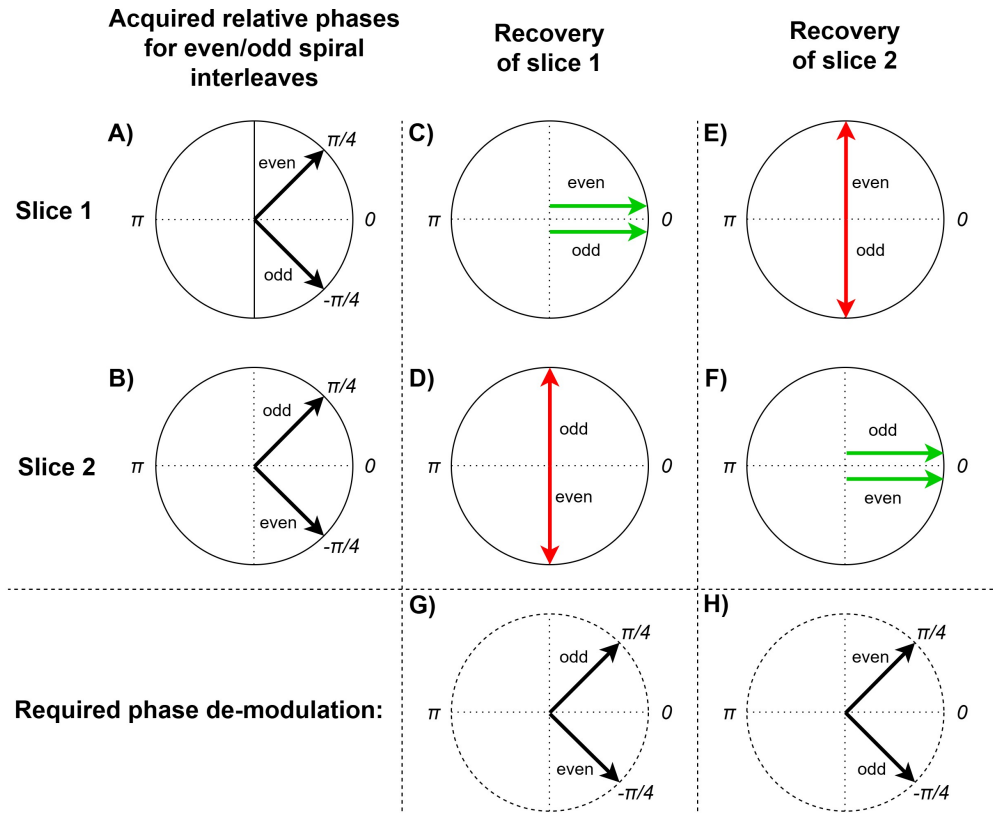 Acquired relative phases
for even/odd spiral
interleaves
Recovery
of slice 1
Recovery
of slice 2
Slice 1
A)
π/4
even
π
0
odd
-π/4
C)
even
π
0
odd
E)
even
π
0
odd
Slice 2
B)
π/4
odd
π
0
even
-π/4
D)
odd
π
0
even
F)
odd
π
0
even
Required phase de-modulation:
G)
π/4
odd
π
0
even
-π/4
H)
π/4
even
π
0
odd
-π/4